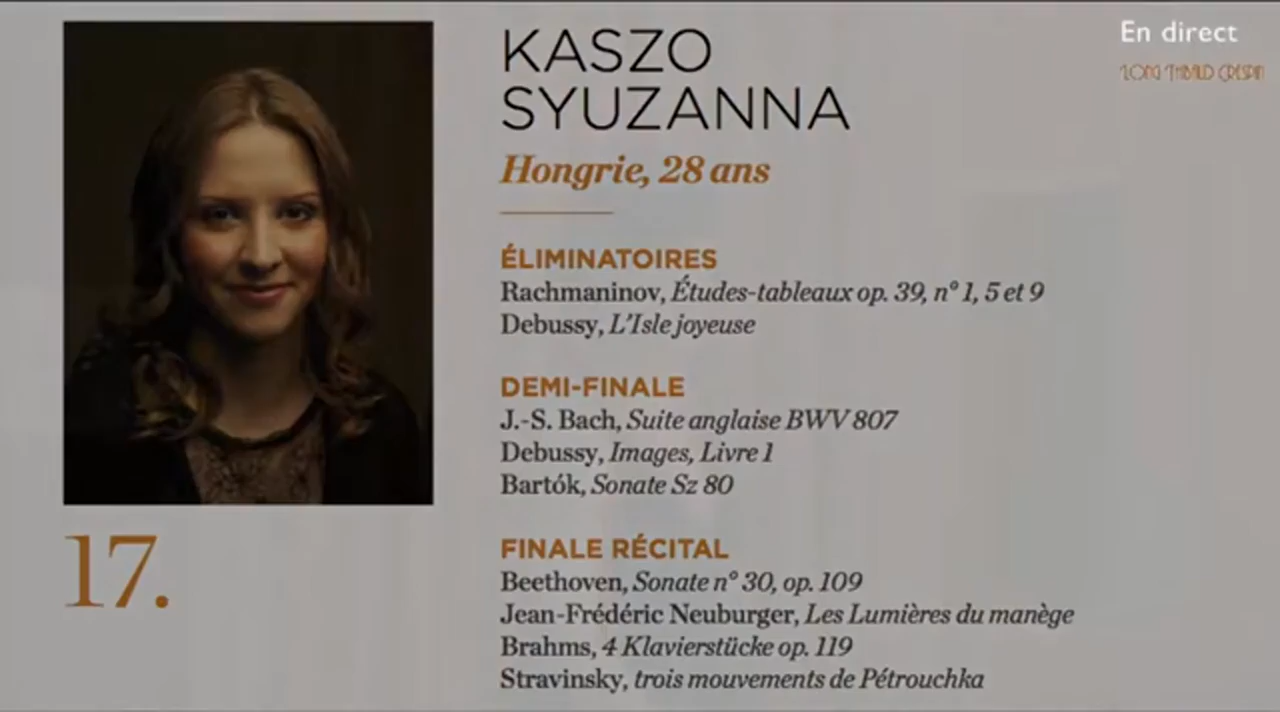 KASZO
SYUZANNA
En direct
LONG THIBAUD CRESPIN
Hongrie, 28 ans
ÉLIMINATOIRES
Rachmaninov, Études-tableaux op. 39, n° 1, 5 et 9
Debussy, L'Isle joyeuse
DEMI-FINALE
J.-S. Bach, Suite anglaise BWV 807
Debussy, Images, Livre 1
Bartók, Sonate Sz 80
17.
FINALE RÉCITAL
Beethoven, Sonate n° 30, op. 109
Jean-Frédéric Neuburger, Les Lumières du manège
Brahms, 4 Klavierstücke op. 119
Stravinsky, trois mouvements de Pétrouchka